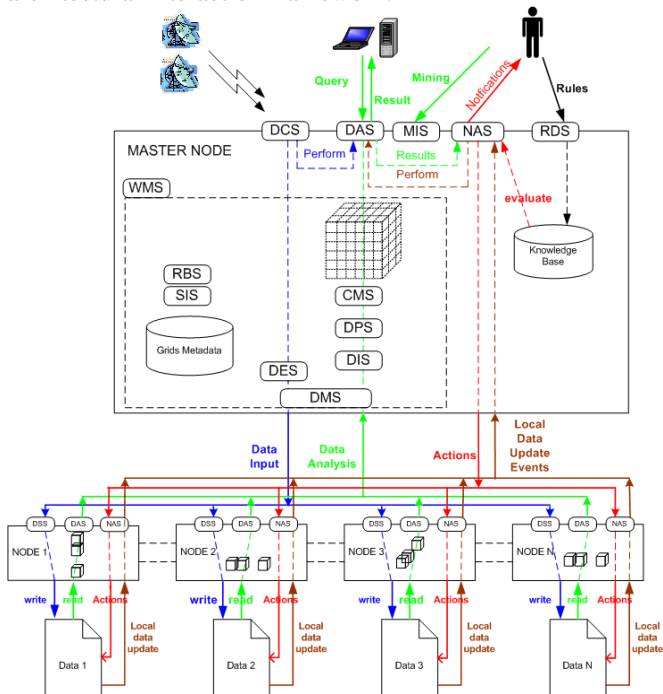 Query
Result
Mining
Notfications
Rules
DCS
DAS
MIS
NAS
RDS
MASTER NODE
Perform
Results
Perform
WMS
evaluate
RBS
SIS
Grids Metadata
CMS
DPS
DIS
DES
DMS
Knowledge
Base
Data
Input
Data
Analysis
Actions
Local
Data
Update
Events
DSS
DAS
NAS
DSS
DAS
NAS
DSS
DAS
NAS
DSS
DAS
NAS
NODE 1
NODE 2
NODE 3
NODE N
write
read
Actions
write
read
Actions
write
read
Actions
write
read
Actions
Local
data
update
Local
data
update
Local
data
update
Local
data
update
Data 1
Data 2
Data 3
Data N